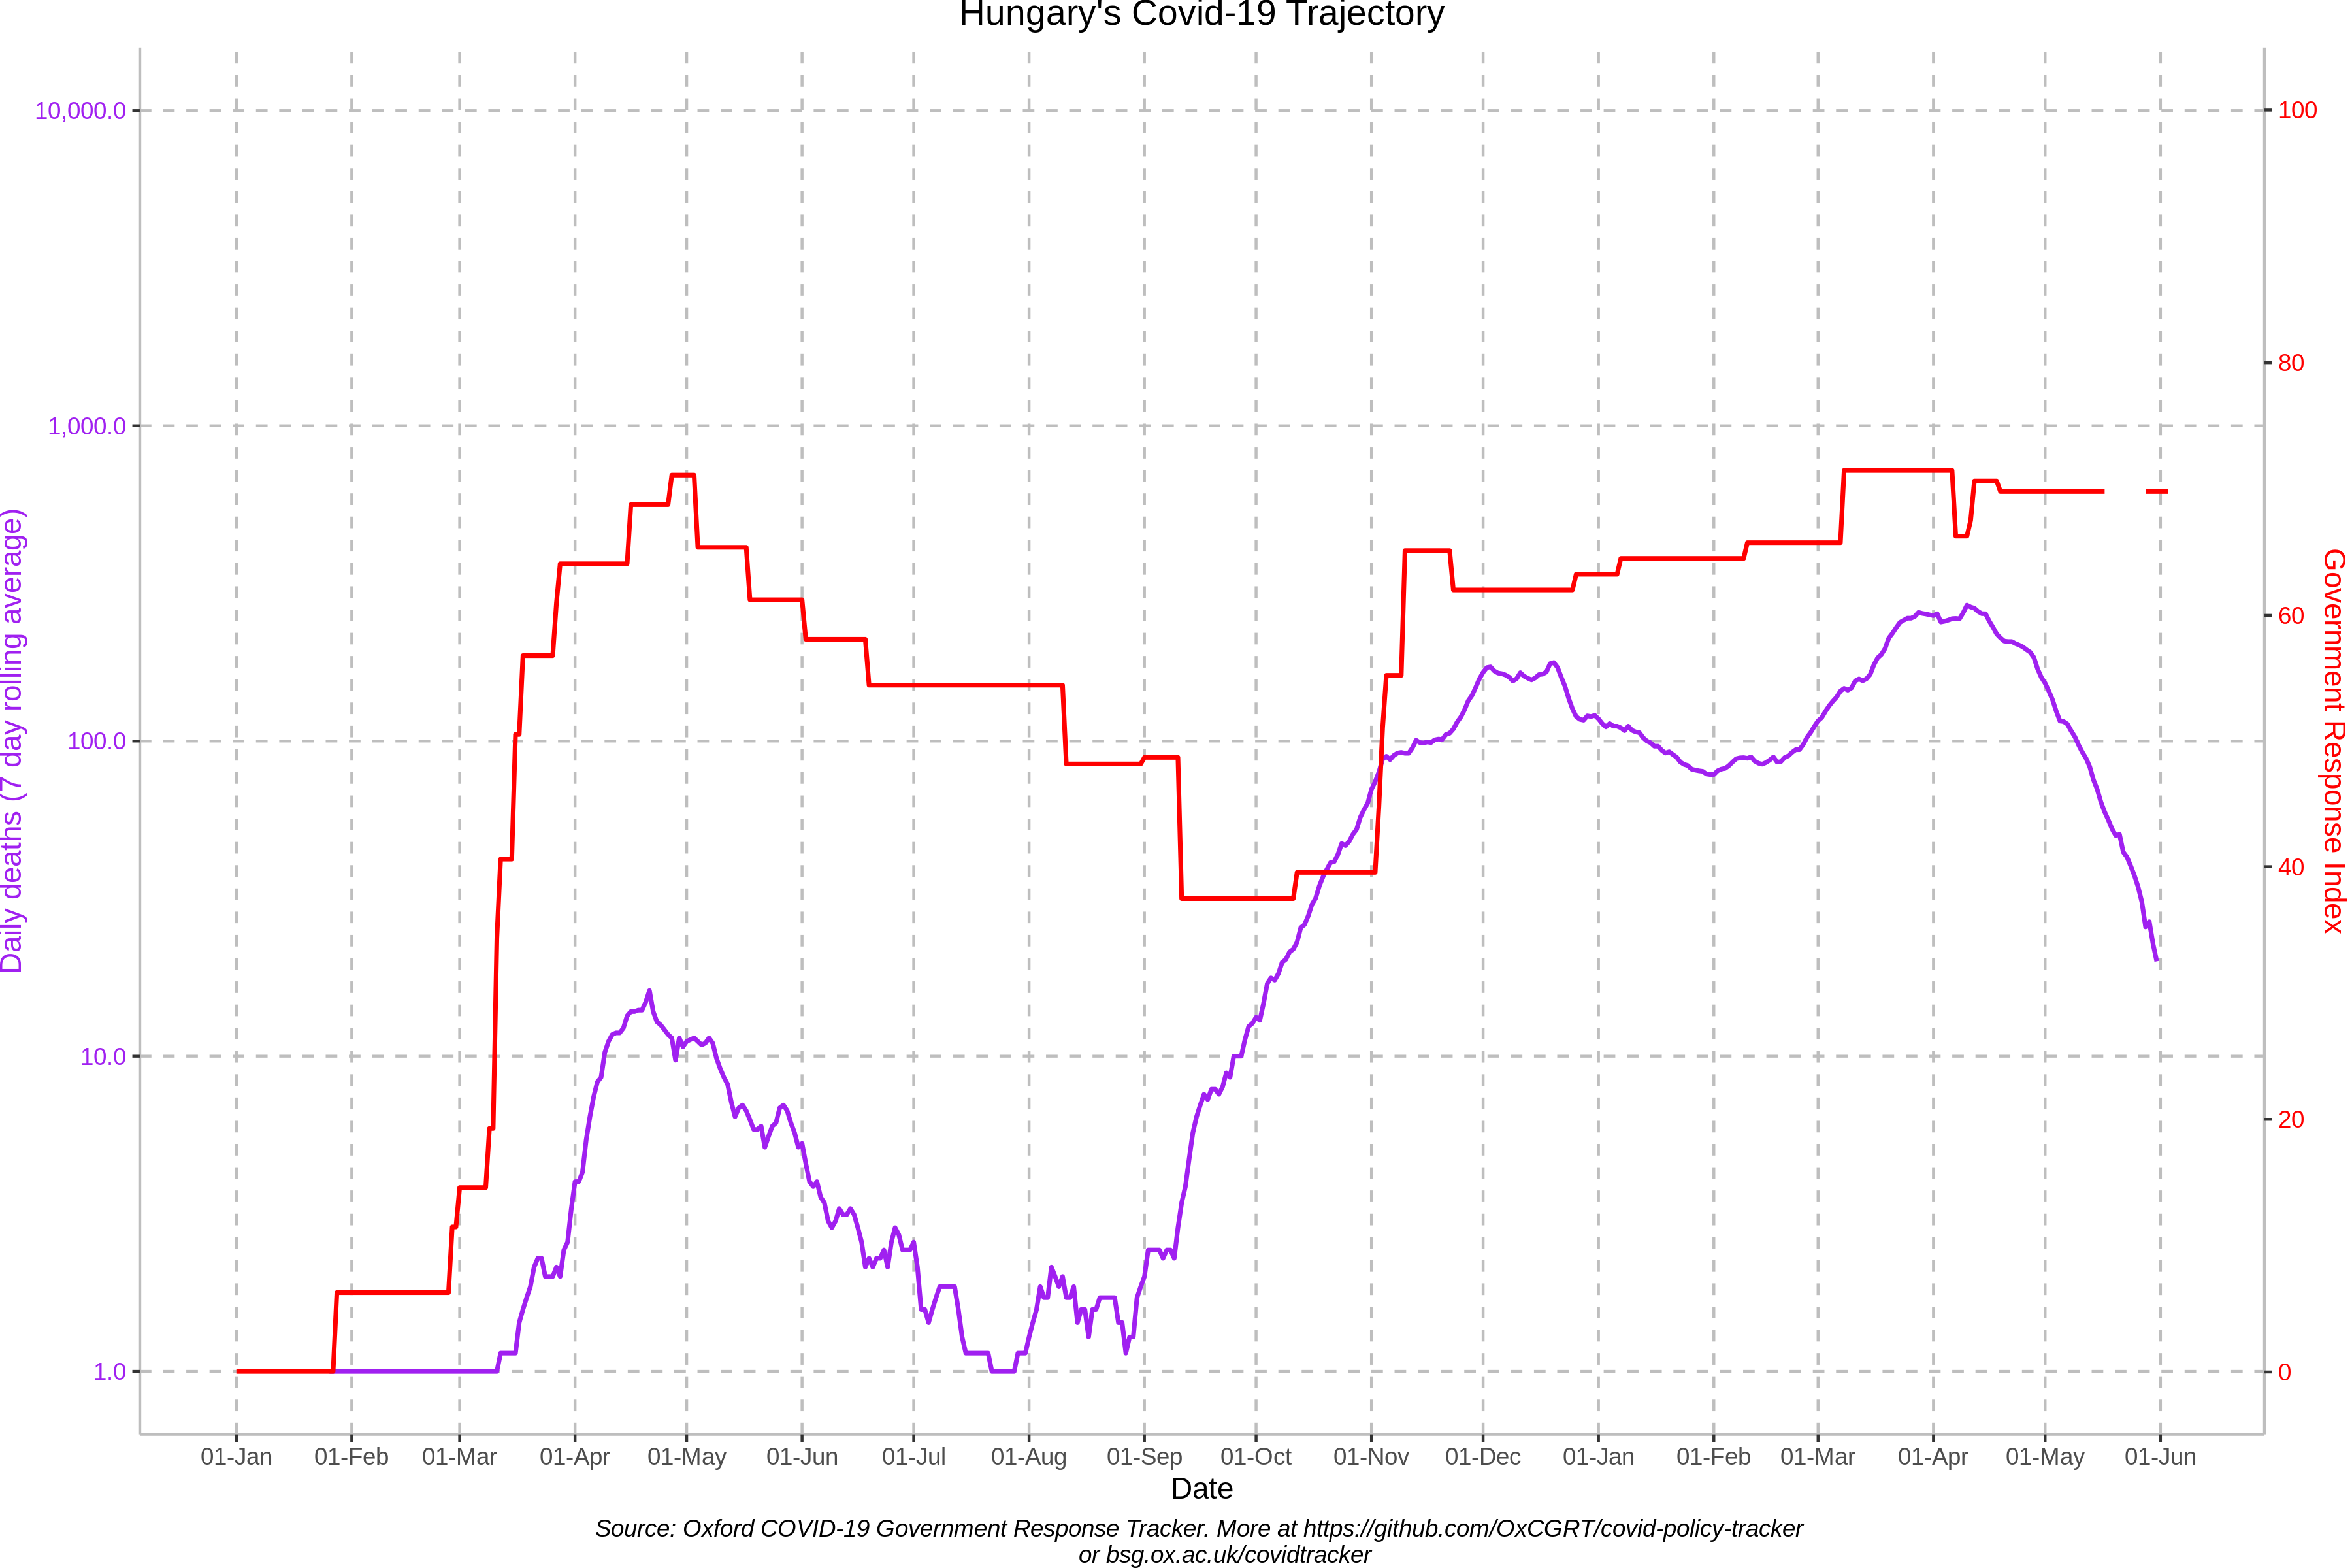 Hungary's Covid-19 Trajectory
10,000.0
1,000.0
100.0
10.0
1.0
Daily deaths (7 day rolling average)
100
80
60
40
20
0
Government Response Index
01-Jan 01-Feb 01-Mar 01-Apr 01-May 01-Jun 01-Jul 01-Aug 01-Sep 01-Oct 01-Nov 01-Dec 01-Jan 01-Feb 01-Mar 01-Apr 01-May 01-Jun
Date
Source: Oxford COVID-19 Government Response Tracker. More at https://github.com/OxCGRT/covid-policy-tracker
or bsg.ox.ac.uk/covidtracker